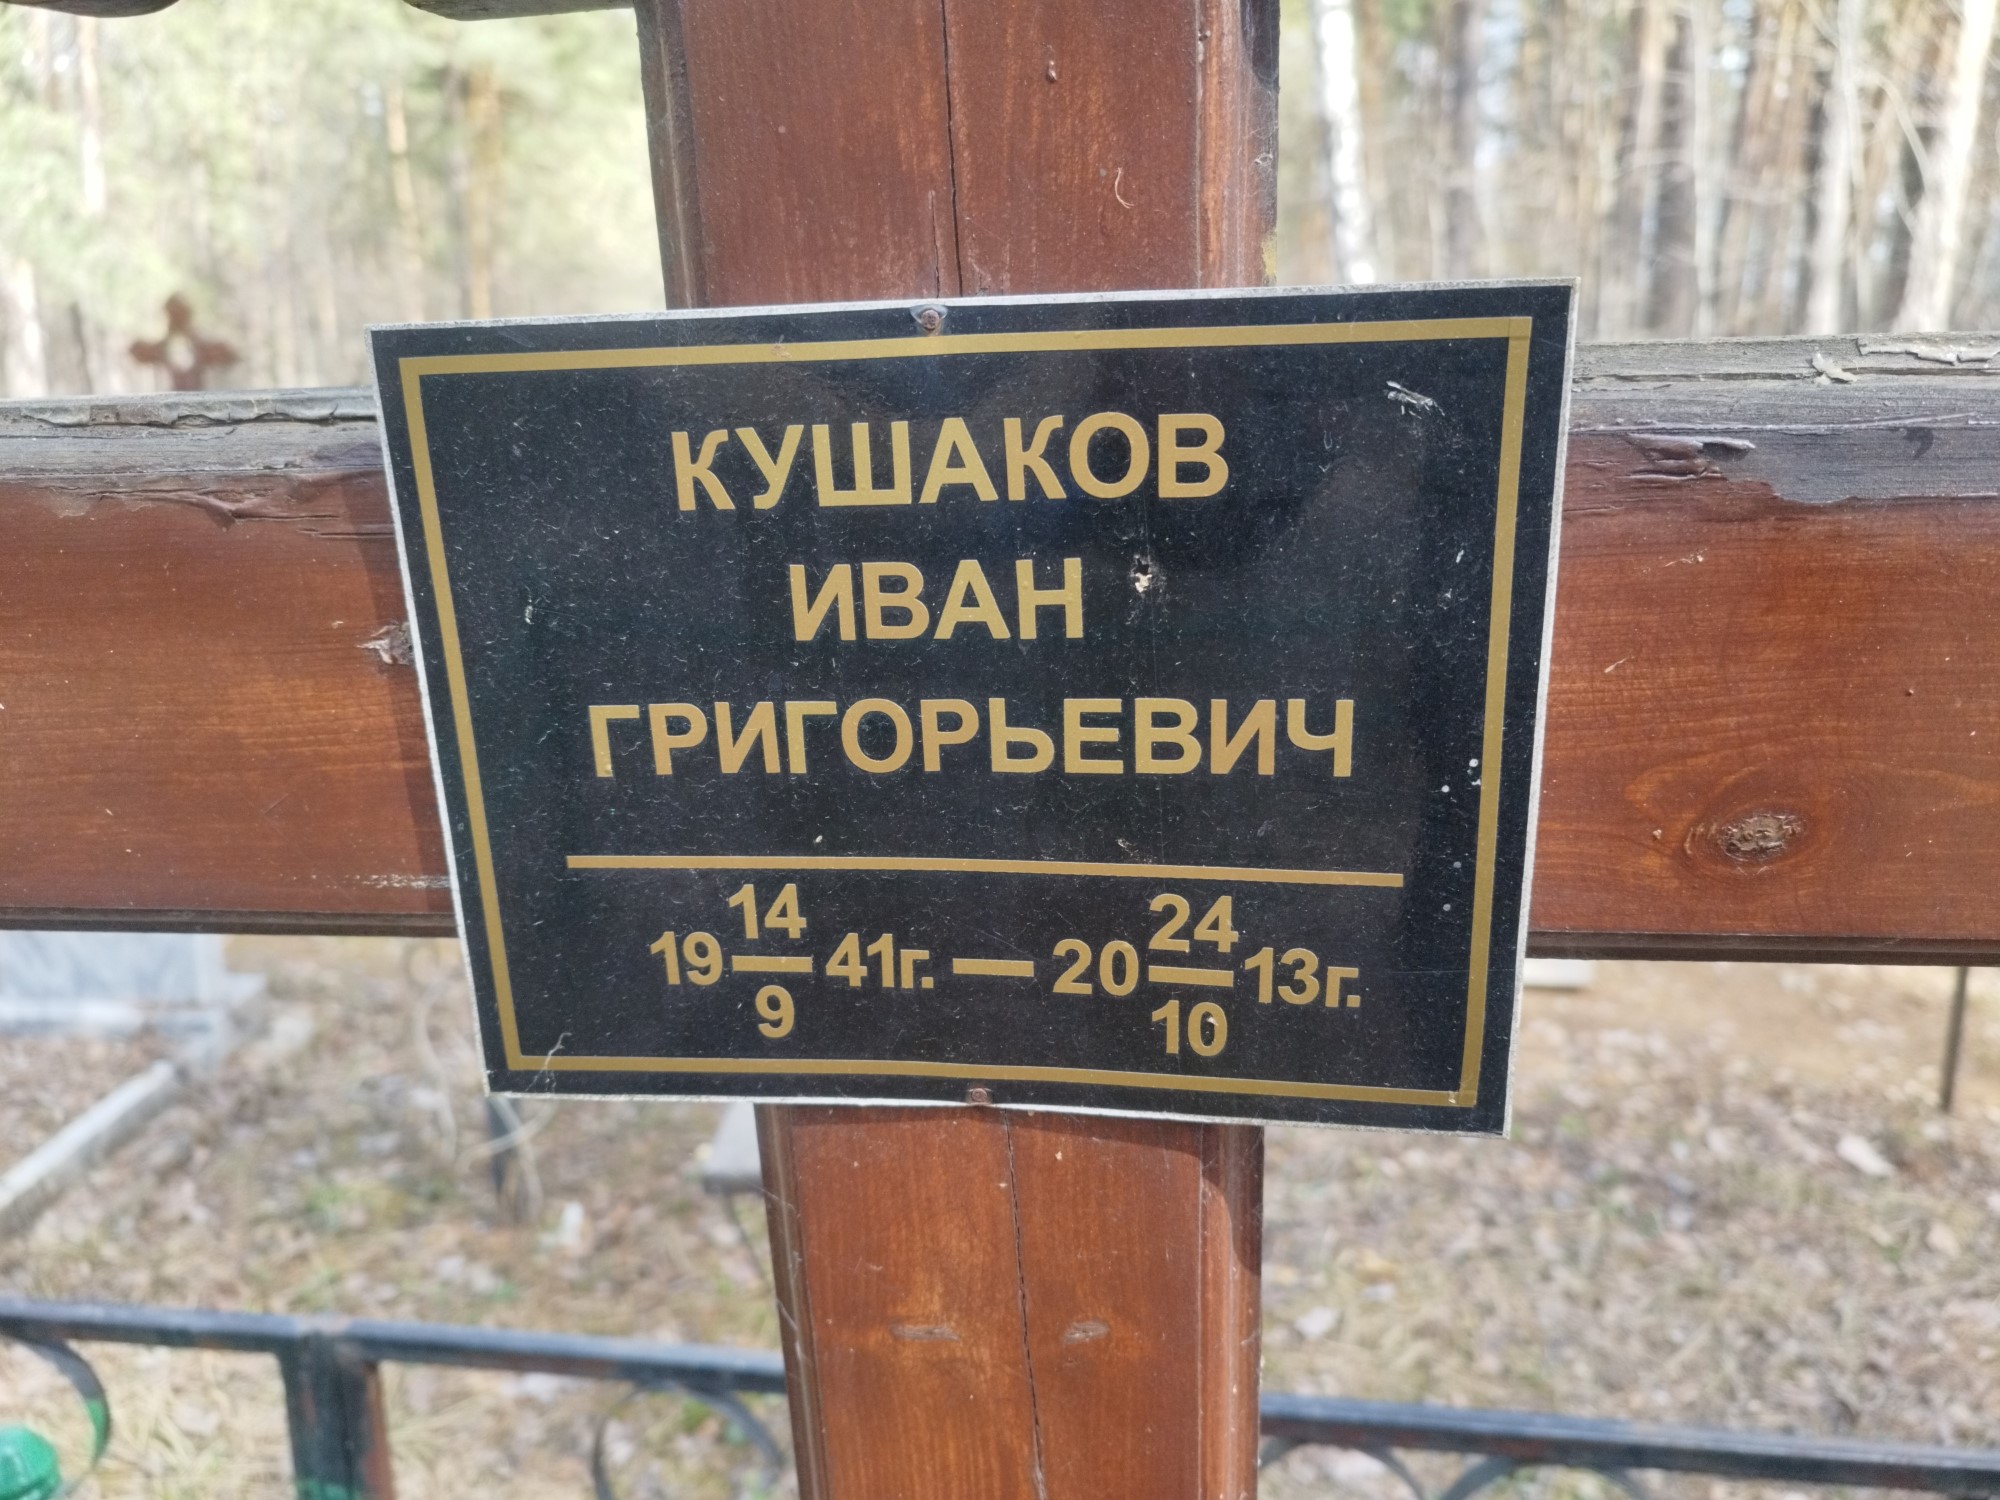 КУШАКОВ
ИВАН
ГРИГОРЬЕВИЧ
19 14/9 41г. — 20 24/10 13г.